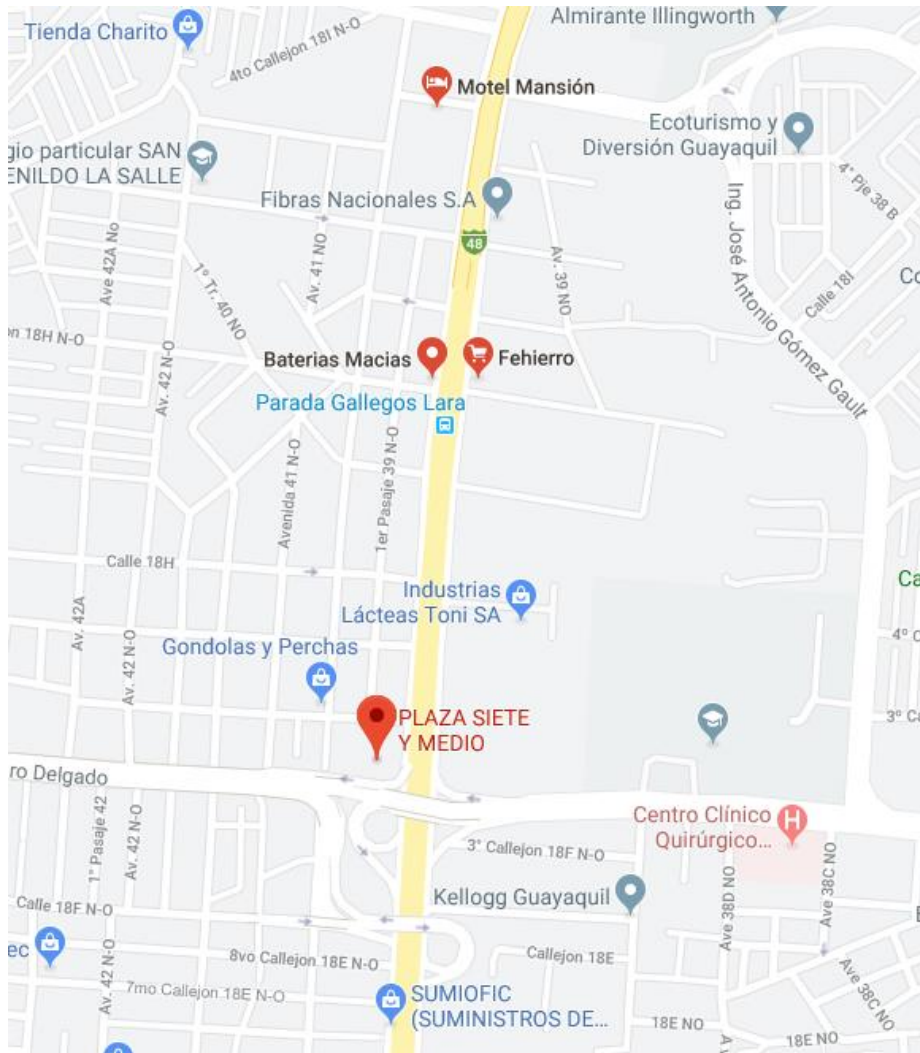 Almirante Illingworth
Tienda Charito
4to Callejon 18I N-O
Motel Mansión
Ecoturismo y
Diversión Guayaquil
gio particular SAN
ENILDO LA SALLE
4° Pje 38 B
Fibras Nacionales S.A
48
Ing. José Antonio Gómez Gault
Ave 42A No
Av. 41 NO
1° Tr. 40 NO
Av. 39 NO
Calle 18I
Co
on 18H N-O
Av. 42 N-O
Baterias Macias
Fehierro
Parada Gallegos Lara
Avenida 41 N-O
1er Pasaje 39 N-O
Calle 18H
Industrias
Lácteas Toni SA
Ca
Av. 42A
Av. 42 N-O
Gondolas y Perchas
4° C
PLAZA SIETE
Y MEDIO
3° Ca
ro Delgado
1° Pasaje 42
Av. 42 N-O
Centro Clínico
Quirúrgico...
H
3° Callejon 18F N-O
Kellogg Guayaquil
Ave 38D NO
Ave 38C NO
Calle 18F N-O
E
ec
8vo Callejon 18E N-O
Callejon 18E
Av. 42 N-O
7mo Callejon 18E N-O
Ave 38C NO
SUMIOFIC
(SUMINISTROS DE...
18E NO
18E NO
A